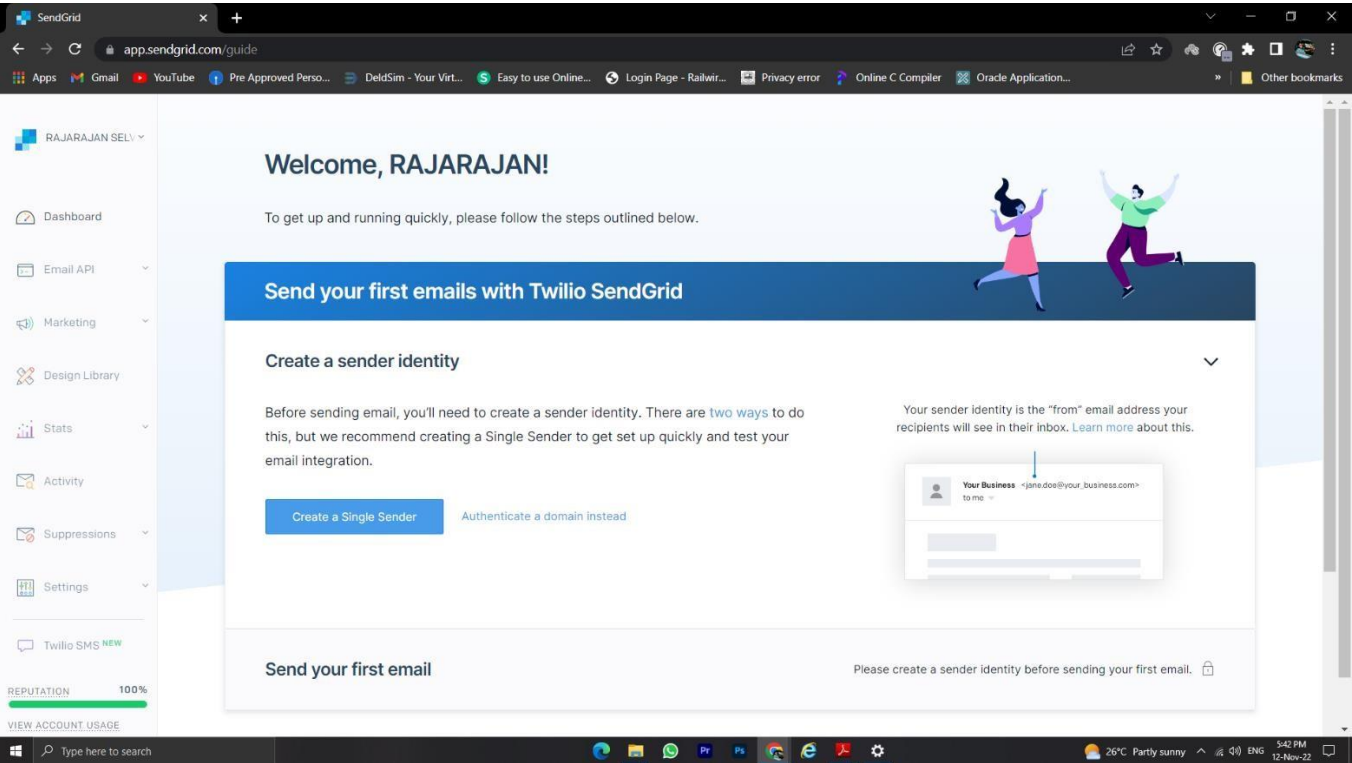 SendGrid
app.sendgrid.com/guide
Apps Gmail YouTube Pre Approved Perso... DeldSim - Your Virt... Easy to use Online... Login Page - Railwir... Privacy error Online C Compiler Oracle Application... » Other bookmarks
RAJARAJAN SELV
Dashboard
Email API
Marketing
Design Library
Stats
Activity
Suppressions
Settings
Twilio SMS NEW
REPUTATION 100%
VIEW ACCOUNT USAGE
Welcome, RAJARAJAN!
To get up and running quickly, please follow the steps outlined below.
Send your first emails with Twilio SendGrid
Create a sender identity
Before sending email, you'll need to create a sender identity. There are two ways to do
this, but we recommend creating a Single Sender to get set up quickly and test your
email integration.
Create a Single Sender Authenticate a domain instead
Your sender identity is the "from" email address your
recipients will see in their inbox. Learn more about this.
Your Business <jane.doe@your_business.com>
to me
Send your first email
Please create a sender identity before sending your first email.
Type here to search
Pr
Ps
26°C Partly sunny
ENG
5:42 PM
12-Nov-22